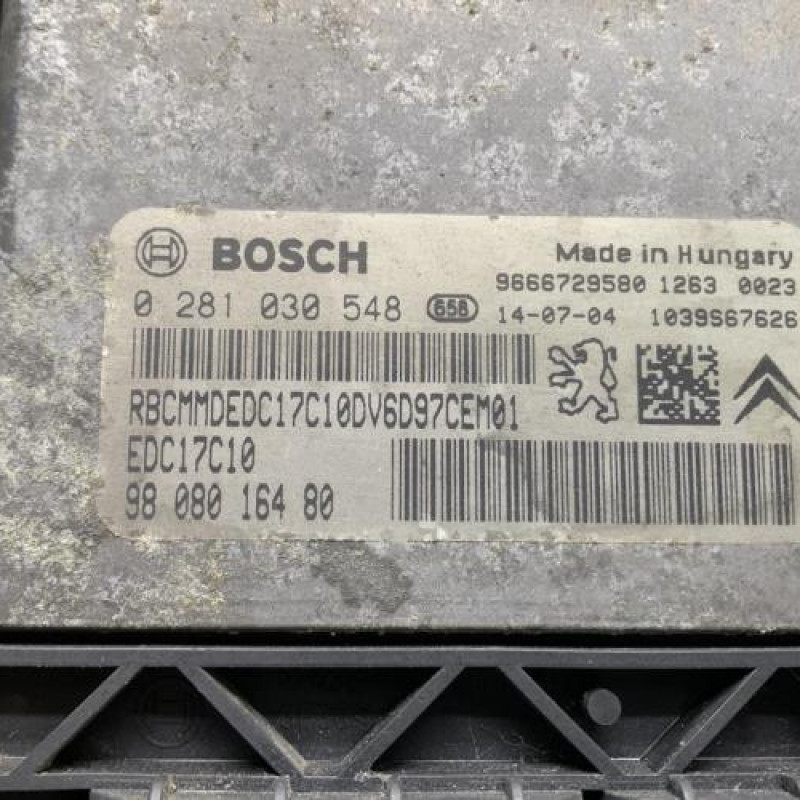 BOSCH
Made in Hungary
9666729580 1263 0023
0 281 030 548 658 14-07-04 1039S67626
RBCMMDEDC17C10DV6D97CEM01
EDC17C10
98 080 164 80